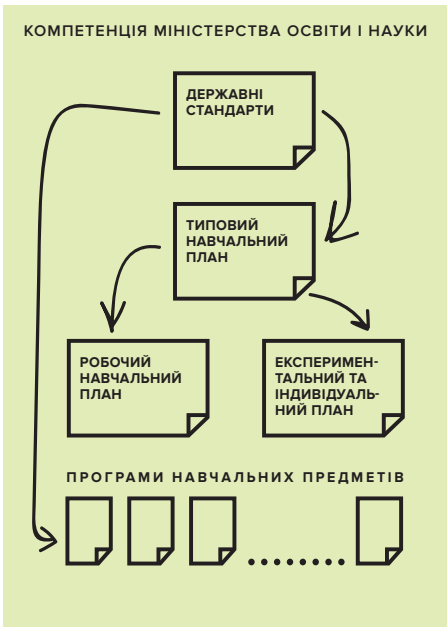 КОМПЕТЕНЦІЯ МІНІСТЕРСТВА ОСВІТИ І НАУКИ
ДЕРЖАВНІ
СТАНДАРТИ
ТИПОВИЙ
НАВЧАЛЬНИЙ
ПЛАН
РОБОЧИЙ
НАВЧАЛЬНИЙ
ПЛАН
ЕКСПЕРИМЕН-
ТАЛЬНИЙ ТА
ІНДИВІДУАЛЬ-
НИЙ ПЛАН
ПРОГРАМИ НАВЧАЛЬНИХ ПРЕДМЕТІВ